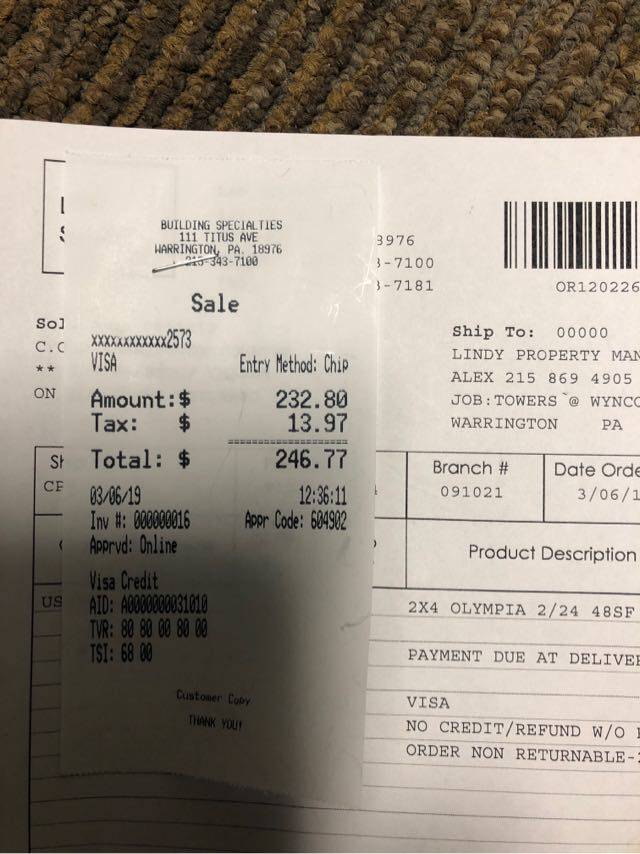 BUILDING SPECIALTIES
111 TITUS AVE
WARRINGTON, PA. 18976
215-343-7100
Sale
xxxxxxxxxxxx2573
VISA Entry Method: Chip
Amount:$ 232.80
Tax: $ 13.97
Total: $ 246.77
03/06/19 12:36:11
Inv #: 000000016 Appr Code: 604902
Apprvd: Online
Visa Credit
AID: A0000000031010
TVR: 80 80 00 80 00
TSI: 68 00
Customer Copy
THANK YOU!
8976
-7100
-7181
OR120226
Sol
C.C
**
ON
Ship To: 00000
LINDY PROPERTY MAN
ALEX 215 869 4905
JOB:TOWERS @ WYNCO
WARRINGTON PA
Sh
Branch # Date Orde
091021 3/06/1
Product Description
US
2X4 OLYMPIA 2/24 48SF
PAYMENT DUE AT DELIVE
VISA
NO CREDIT/REFUND W/O
ORDER NON RETURNABLE-